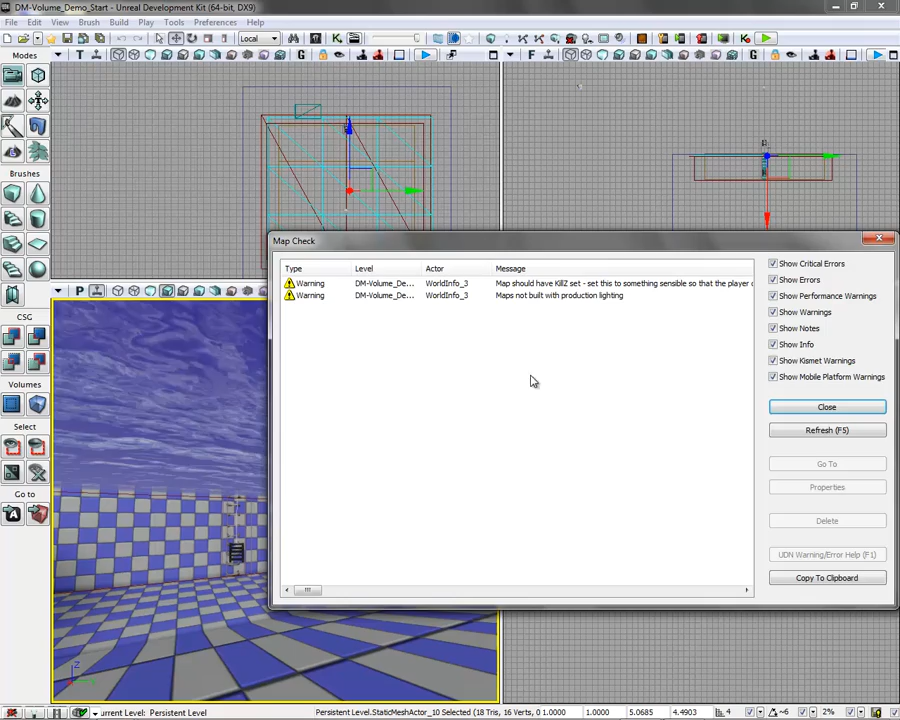 DM-Volume_Demo_Start - Unreal Development Kit (64-bit, DX9)
File Edit View Brush Build Play Tools Preferences Help
Local
Modes
T G F G
Brushes
CSG
Volumes
Select
Go to
P
Map Check
Type Level Actor Message
Warning DM-Volume_De... WorldInfo_3 Map should have KillZ set - set this to something sensible so that the player
Warning DM-Volume_De... WorldInfo_3 Maps not built with production lighting
Show Critical Errors
Show Errors
Show Performance Warnings
Show Warnings
Show Notes
Show Info
Show Kismet Warnings
Show Mobile Platform Warnings
Close
Refresh (F5)
Go To
Properties
Delete
UDN Warning/Error Help (F1)
Copy To Clipboard
Z
urrent Level: Persistent Level Persistent Level.StaticMeshActor_10 Selected (18 Tris, 16 Verts, 0 1.0000 1.0000 5.0685 4.4903 4 ~6 2%